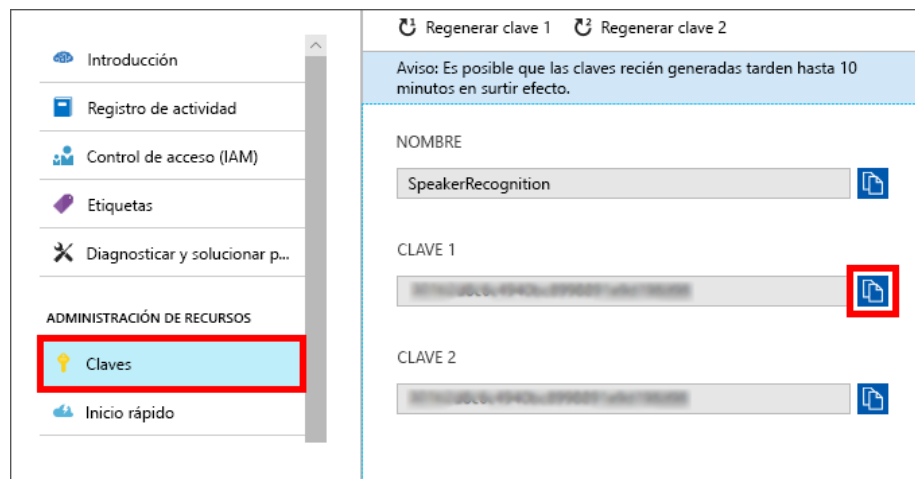 Introducción
Registro de actividad
Control de acceso (IAM)
Etiquetas
Diagnosticar y solucionar p...
ADMINISTRACIÓN DE RECURSOS
Claves
Inicio rápido
Regenerar clave 1
Regenerar clave 2
Aviso: Es posible que las claves recién generadas tarden hasta 10
minutos en surtir efecto.
NOMBRE
SpeakerRecognition
CLAVE 1
CLAVE 2